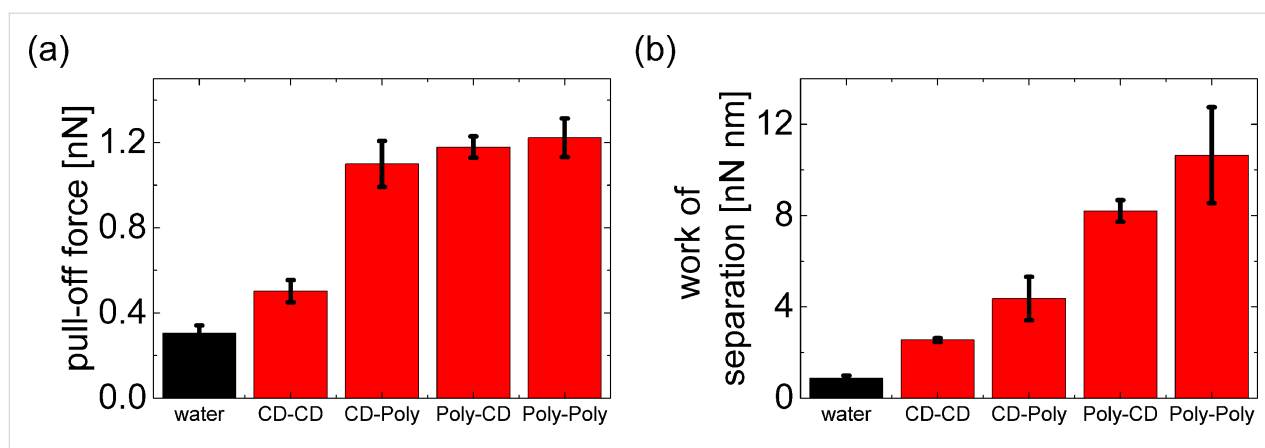 (a)
pull-off force [nN]
1.2
0.8
0.4
0.0
water CD-CD CD-Poly Poly-CD Poly-Poly
(b)
work of
separation [nN nm]
12
8
4
0
water CD-CD CD-Poly Poly-CD Poly-Poly